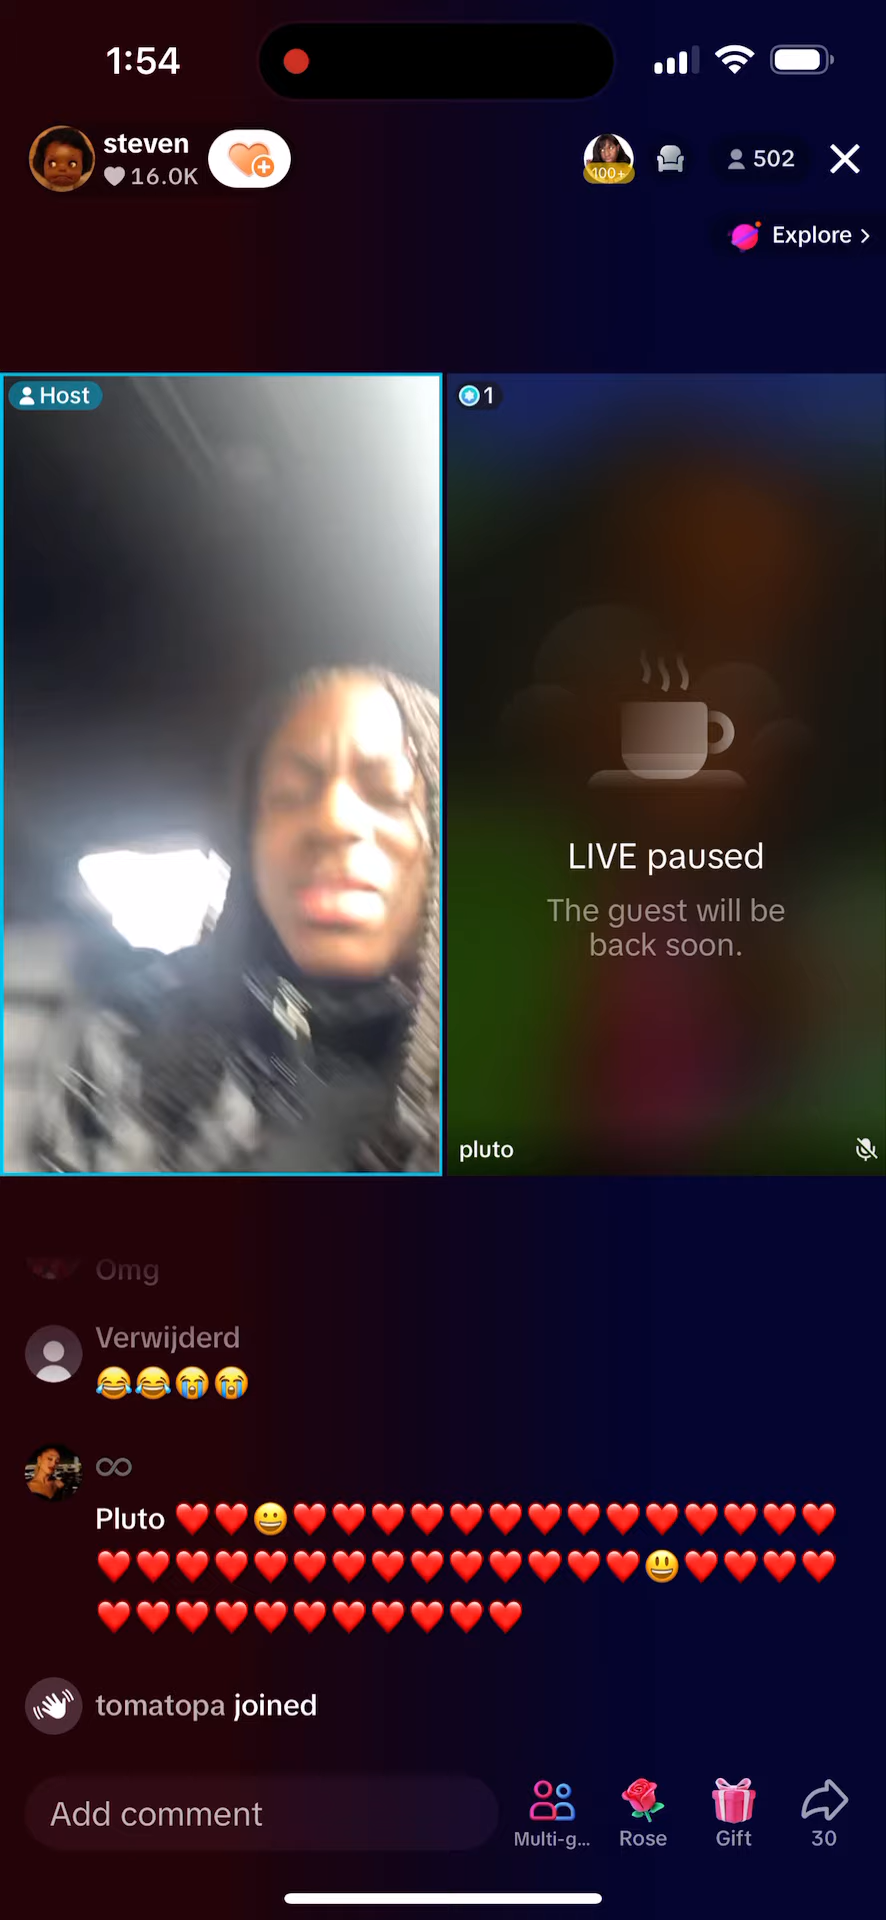 1:54
steven
16.0K
100+
502
Explore >
Host
1
LIVE paused
The guest will be
back soon.
pluto
Omg
Verwijderd
😂😂😭😭
∞
Pluto ❤️❤️😀❤️❤️❤️❤️❤️❤️❤️❤️❤️❤️❤️❤️❤️❤️
❤️❤️❤️❤️❤️❤️❤️❤️❤️❤️❤️❤️❤️❤️😃❤️❤️❤️❤️
❤️❤️❤️❤️❤️❤️❤️❤️❤️❤️❤️
tomatopa joined
Add comment
Multi-g...
Rose
Gift
30